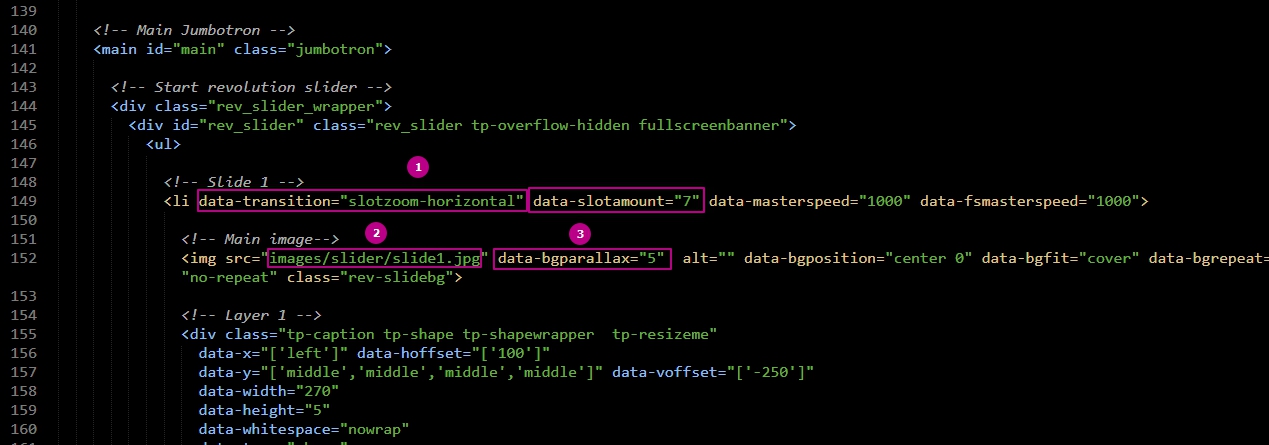 139
140 <!-- Main Jumbotron -->
141 <main id="main" class="jumbotron">
142
143 <!-- Start revolution slider -->
144 <div class="rev_slider_wrapper">
145 <div id="rev_slider" class="rev_slider tp-overflow-hidden fullscreenbanner">
146 <ul>
147
1
148 <!-- Slide 1 -->
149 <li data-transition="slotzoom-horizontal" data-slotamount="7" data-masterspeed="1000" data-fsmasterspeed="1000">
150
2 3
151 <!-- Main image-->
152 <img src="images/slider/slide1.jpg" data-bgparallax="5"  alt="" data-bgposition="center 0" data-bgfit="cover" data-bgrepeat=
"no-repeat" class="rev-slidebg">
153
154 <!-- Layer 1 -->
155 <div class="tp-caption tp-shape tp-shapewrapper  tp-resizeme"
156 data-x="['left']" data-hoffset="['100']"
157 data-y="['middle','middle','middle','middle']" data-voffset="['-250']"
158 data-width="270"
159 data-height="5"
160 data-whitespace="nowrap"